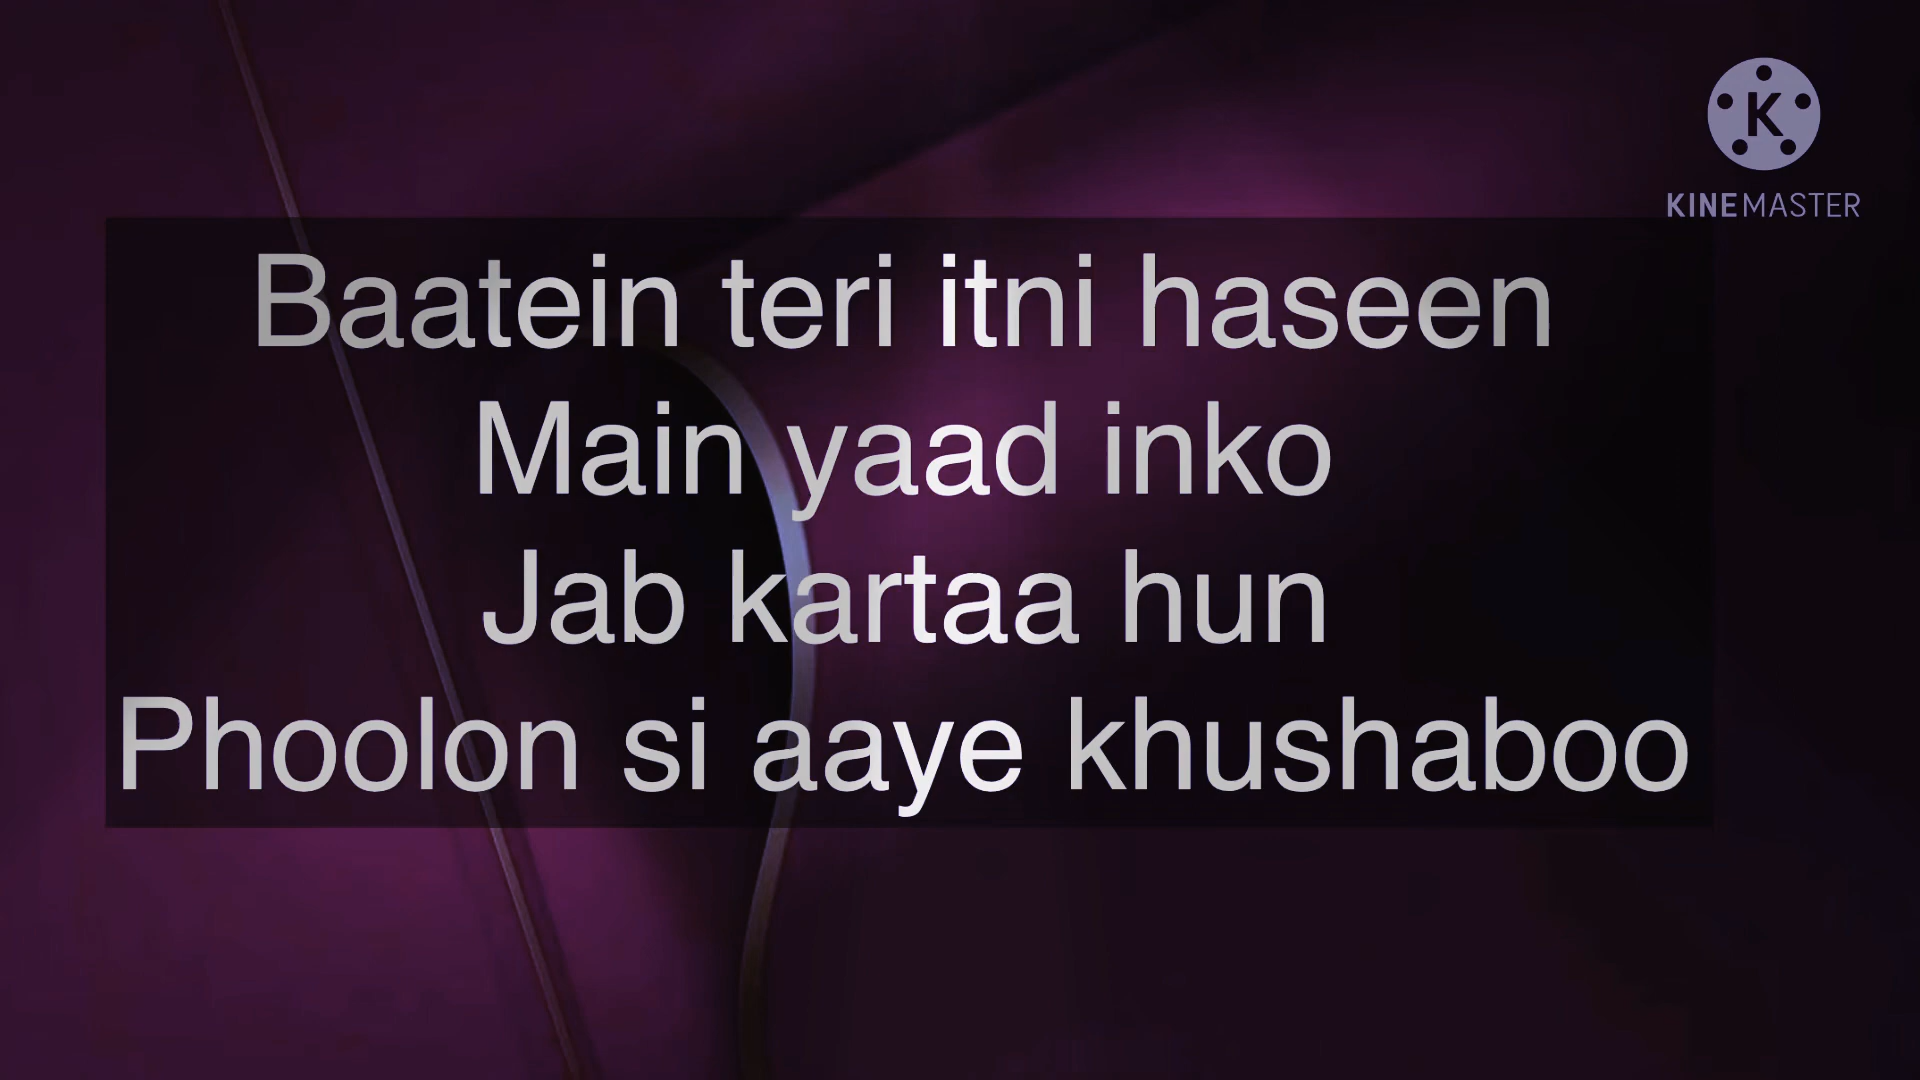 K
KINEMASTER
Baatein teri itni haseen
Main yaad inko
Jab kartaa hun
Phoolon si aaye khushaboo